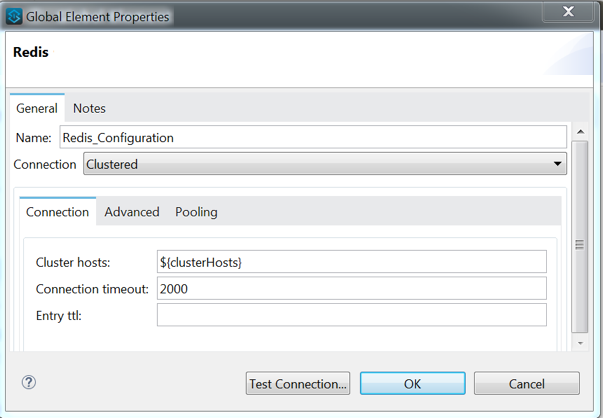 Global Element Properties
X
Redis
General Notes
Name: Redis_Configuration
Connection Clustered
Connection Advanced Pooling
Cluster hosts: ${clusterHosts}
Connection timeout: 2000
Entry ttl:
? Test Connection... OK Cancel